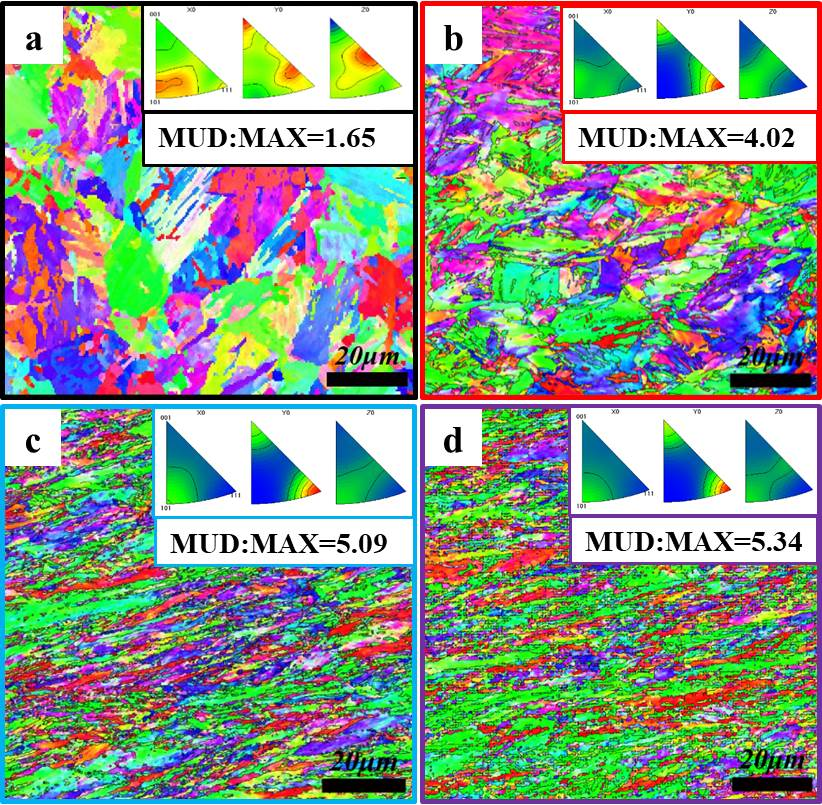 a
X0 Y0 Z0
001
101
111
MUD:MAX=1.65
20μm
b
X0 Y0 Z0
001
101
111
MUD:MAX=4.02
20μm
c
X0 Y0 Z0
001
101
111
MUD:MAX=5.09
20μm
d
X0 Y0 Z0
001
101
111
MUD:MAX=5.34
20μm